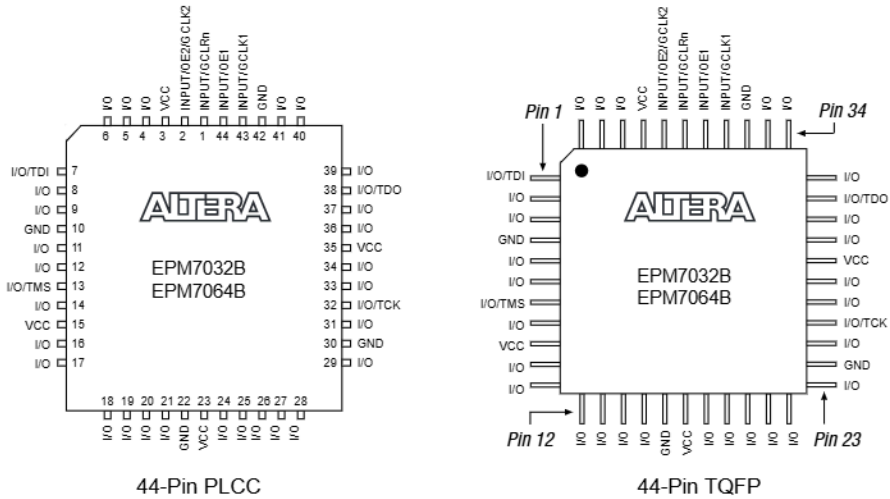 I/O
I/O
I/O
VCC
INPUT/OE2/GCLK2
INPUT/GCLRn
INPUT/OE1
INPUT/GCLK1
GND
I/O
I/O
6 5 4 3 2 1 44 43 42 41 40
I/O/TDI 7
I/O 8
I/O 9
GND 10
I/O 11
I/O 12
I/O/TMS 13
I/O 14
VCC 15
I/O 16
I/O 17
ALTERA
EPM7032B
EPM7064B
39 I/O
38 I/O/TDO
37 I/O
36 I/O
35 VCC
34 I/O
33 I/O
32 I/O/TCK
31 I/O
30 GND
29 I/O
18 19 20 21 22 23 24 25 26 27 28
I/O
I/O
I/O
I/O
GND
VCC
I/O
I/O
I/O
I/O
I/O
44-Pin PLCC
Pin 1
I/O
I/O
I/O
VCC
INPUT/OE2/GCLK2
INPUT/GCLRn
INPUT/OE1
INPUT/GCLK1
GND
I/O
I/O
Pin 34
I/O/TDI
I/O
I/O
GND
I/O
I/O
I/O/TMS
I/O
VCC
I/O
I/O
ALTERA
EPM7032B
EPM7064B
I/O
I/O/TDO
I/O
I/O
VCC
I/O
I/O
I/O/TCK
I/O
GND
I/O
Pin 12
I/O
I/O
I/O
I/O
GND
VCC
I/O
I/O
I/O
I/O
I/O
Pin 23
44-Pin TQFP